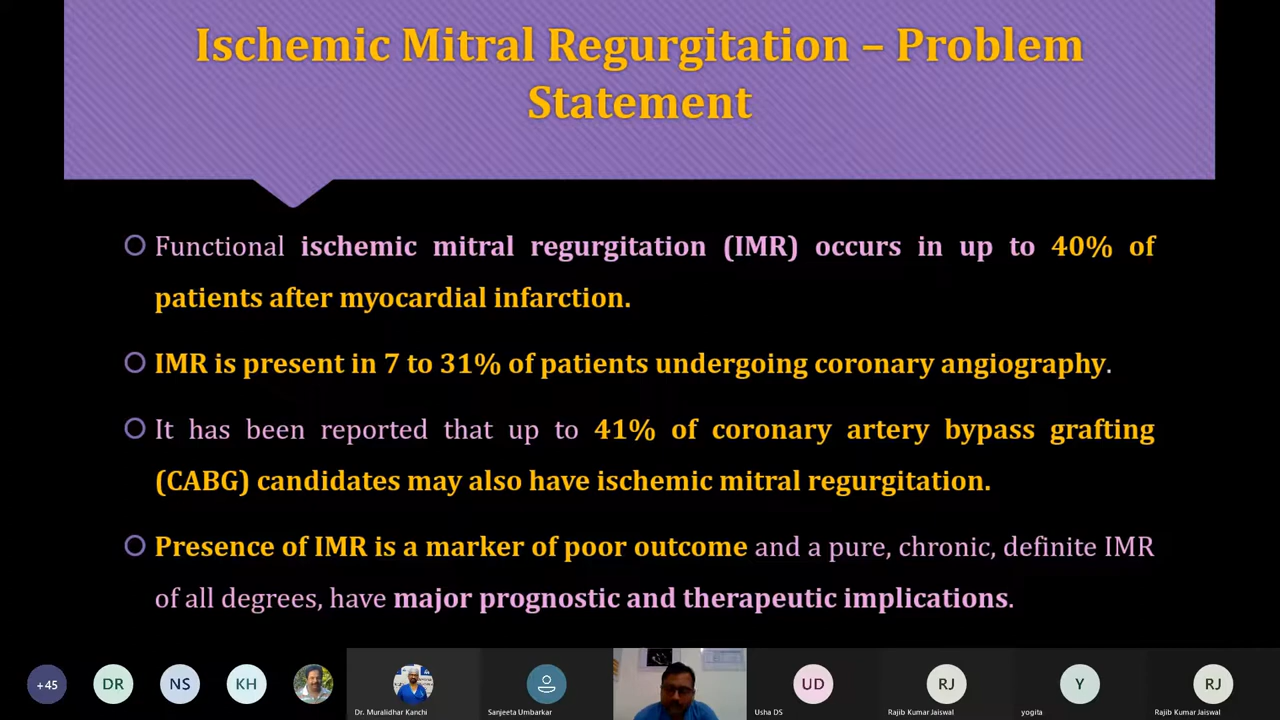 Ischemic Mitral Regurgitation – Problem
Statement
Functional ischemic mitral regurgitation (IMR) occurs in up to 40% of
patients after myocardial infarction.
IMR is present in 7 to 31% of patients undergoing coronary angiography.
It has been reported that up to 41% of coronary artery bypass grafting
(CABG) candidates may also have ischemic mitral regurgitation.
Presence of IMR is a marker of poor outcome and a pure, chronic, definite IMR
of all degrees, have major prognostic and therapeutic implications.
+45 DR NS KH UD RJ Y RJ
Dr. Muralidhar Kanchi Sanjeeta Umbarkar Usha DS Rajib Kumar Jaiswal yogita Rajib Kumar Jaiswal